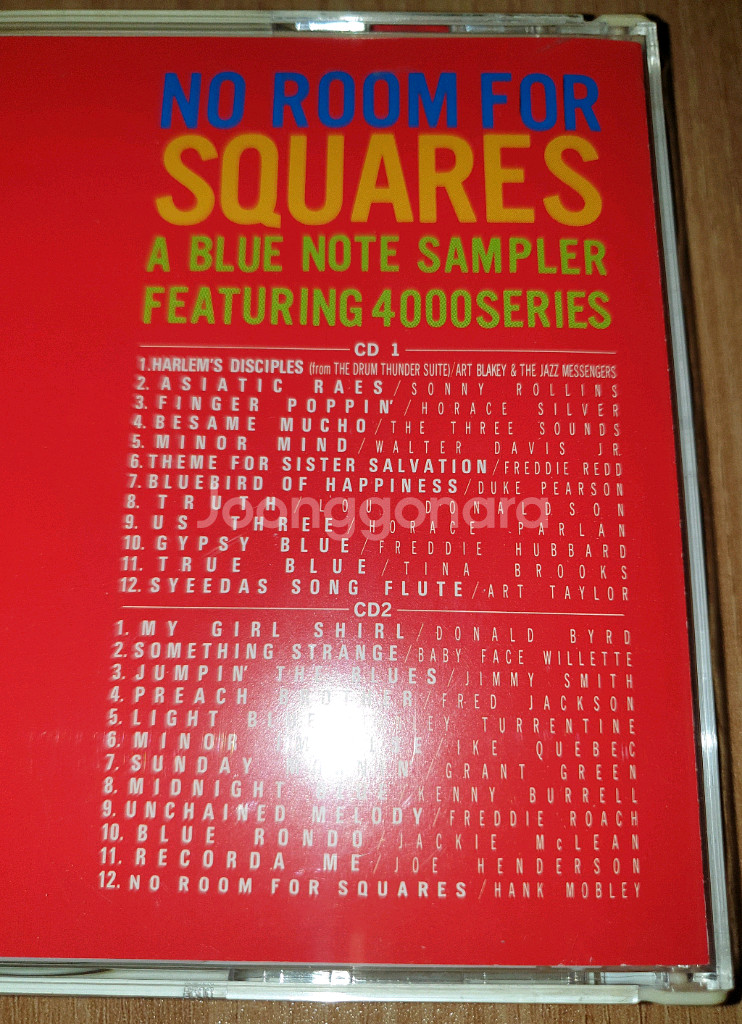 NO ROOM FOR
SQUARES
A BLUE NOTE SAMPLER
FEATURING 4000SERIES
CD 1
1.HARLEM'S DISCIPLES (from THE DRUM THUNDER SUITE)/ART BLAKEY & THE JAZZ MESSENGERS
2. ASIATIC RAES/SONNY ROLLINS
3. FINGER POPPIN'/HORACE SILVER
4. BESAME MUCHO/THE THREE SOUNDS
5. MINOR MIND/WALTER DAVIS JR.
6. THEME FOR SISTER SALVATION/FREDDIE REDD
7. BLUEBIRD OF HAPPINESS/DUKE PEARSON
8. TRUTH/LOU DONALDSON
9. US THREE/HORACE PARLAN
Joonggonara
10. GYPSY BLUE/FREDDIE HUBBARD
11. TRUE BLUE/TINA BROOKS
12. SYEEDAS SONG FLUTE/ART TAYLOR
CD2
1. MY GIRL SHIRL/DONALD BYRD
2. SOMETHING STRANGE/BABY FACE WILLETTE
3. JUMPIN' THE BLUES/JIMMY SMITH
4. PREACH BROTHER/FRED JACKSON
5. LIGHT TURRENTINE
6. MINOR /IKE QUEBEC
7. SUNDAY GRANT GREEN
8. MIDNIGHT KENNY BURRELL
9. UNCHAINED MELODY/FREDDIE ROACH
10. BLUE RONDO/JACKIE McLEAN
11. RECORDA ME/JOE HENDERSON
12. NO ROOM FOR SQUARES/HANK MOBLEY